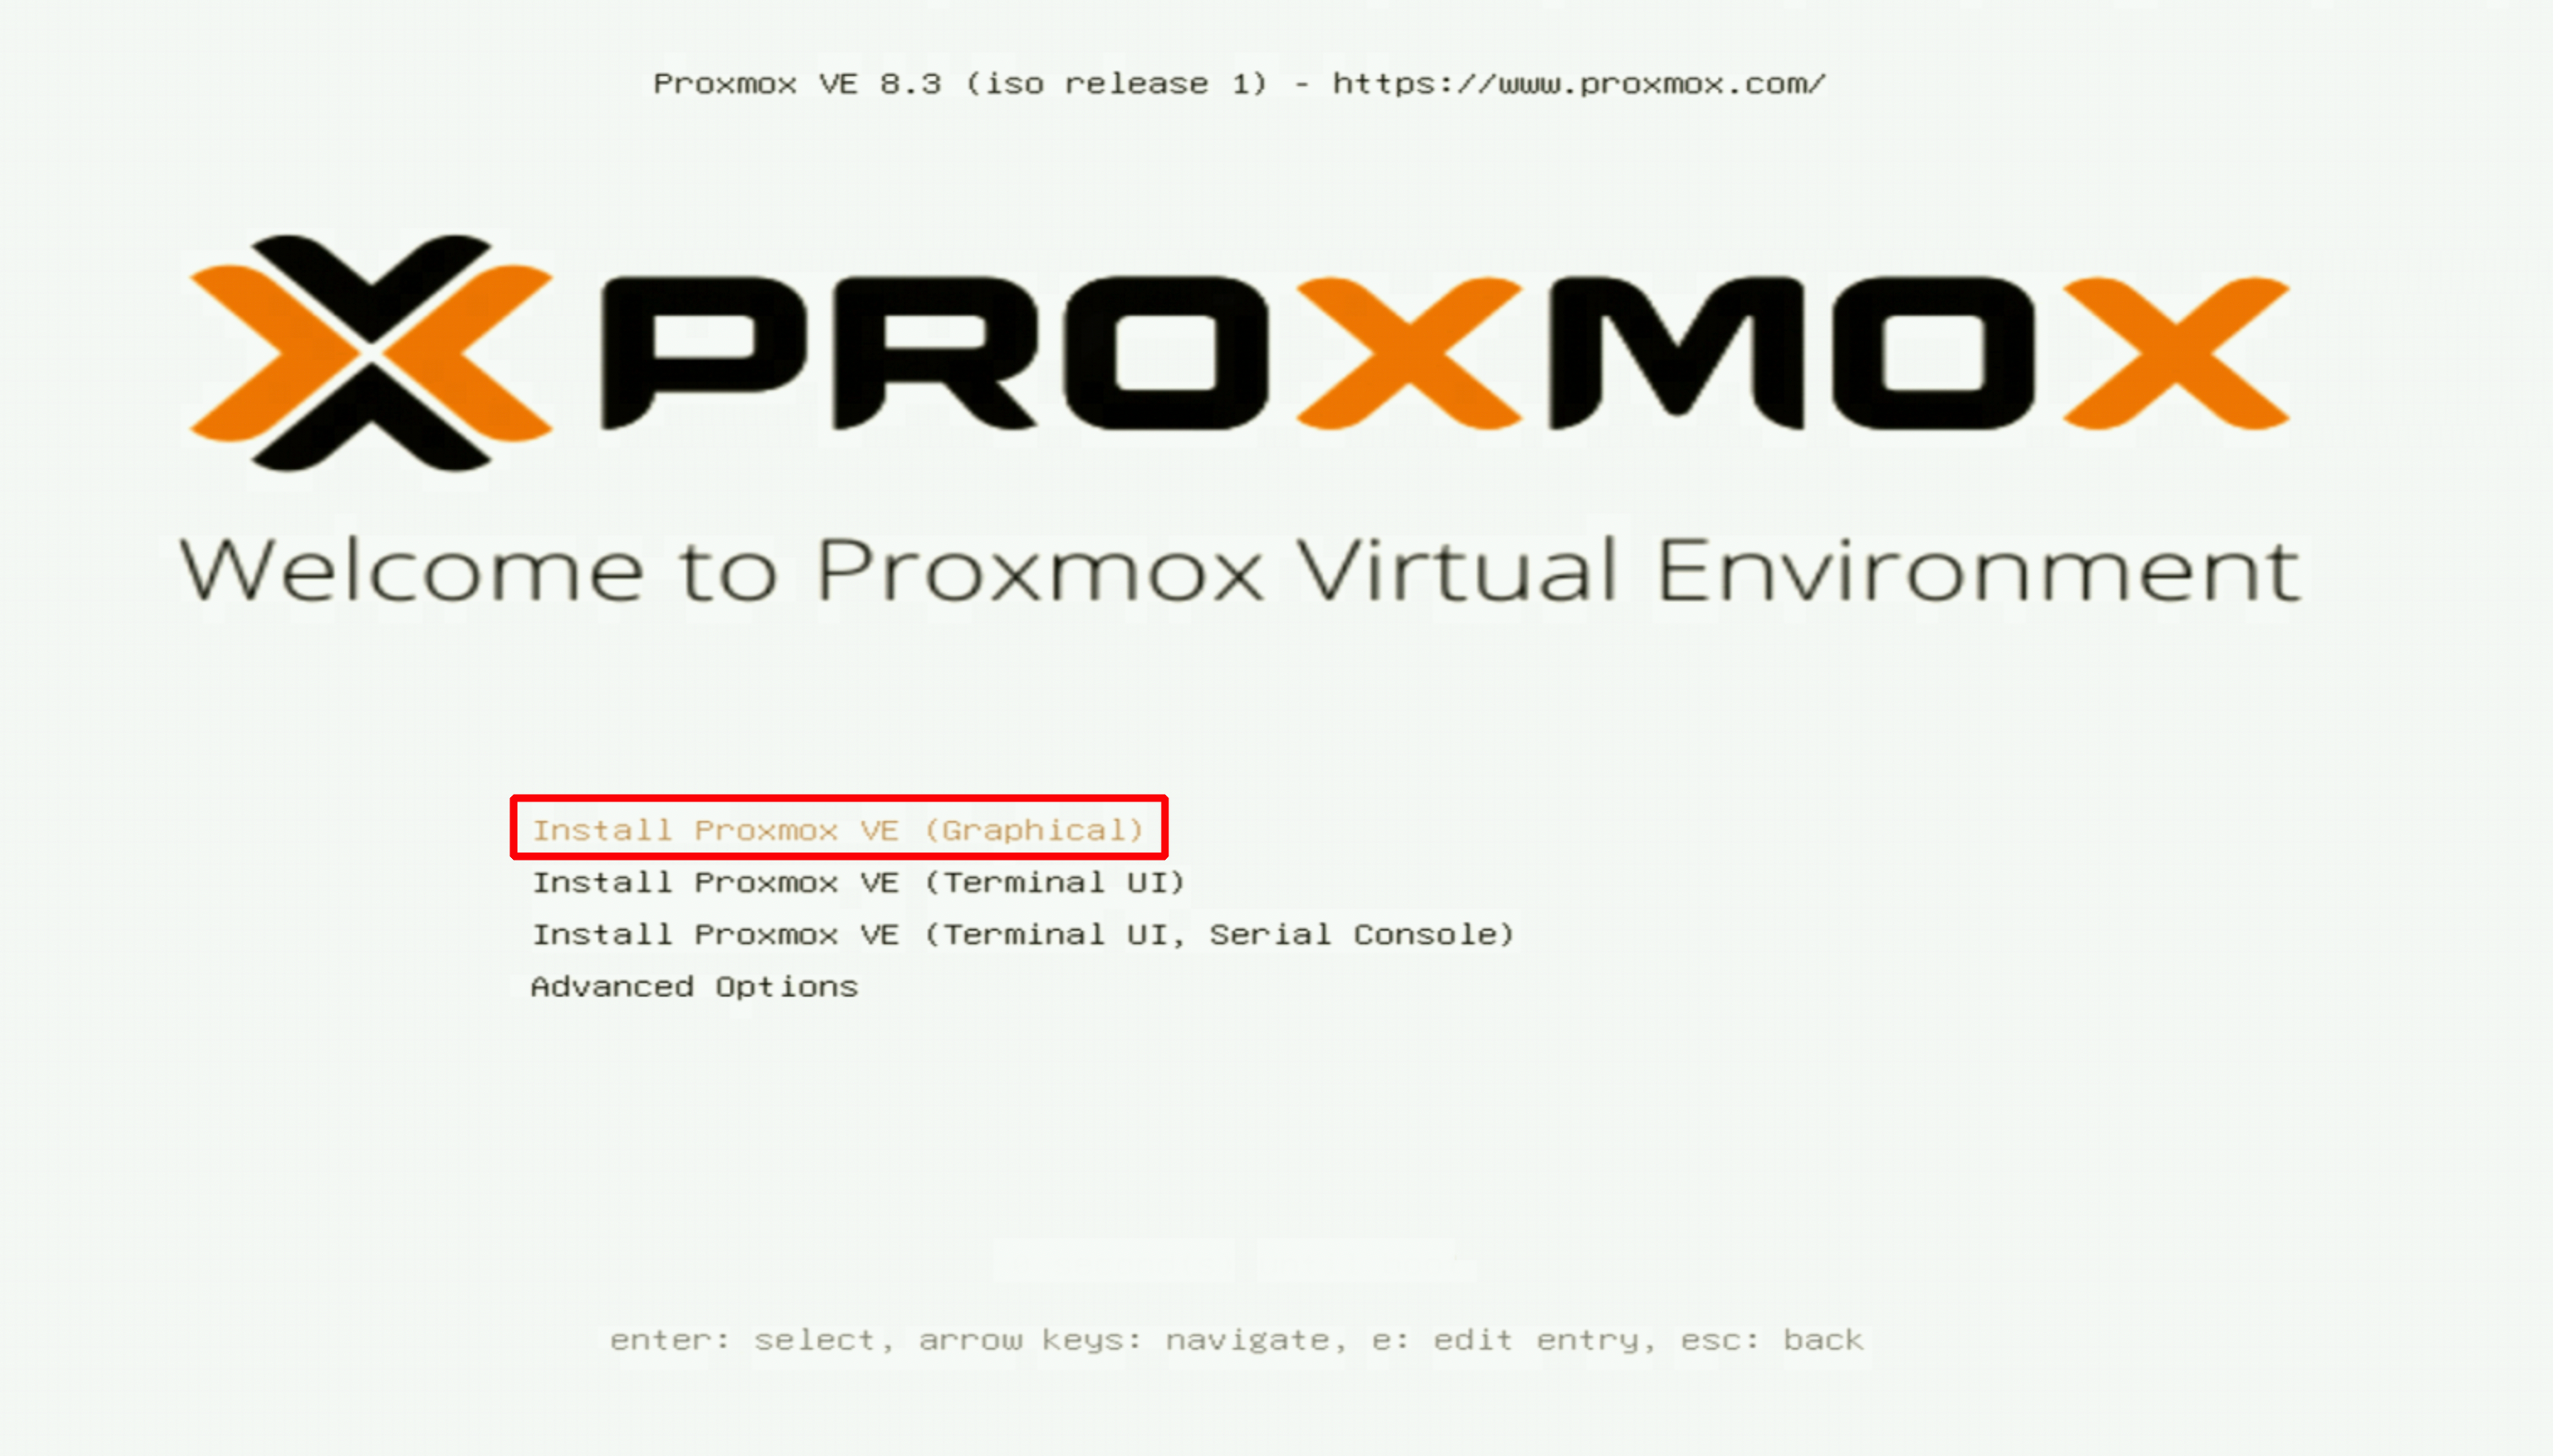 Proxmox VE 8.3 (iso release 1) - https://www.proxmox.com/
PROXMOX
Welcome to Proxmox Virtual Environment
Install Proxmox VE (Graphical)
Install Proxmox VE (Terminal UI)
Install Proxmox VE (Terminal UI, Serial Console)
Advanced Options
enter: select, arrow keys: navigate, e: edit entry, esc: back